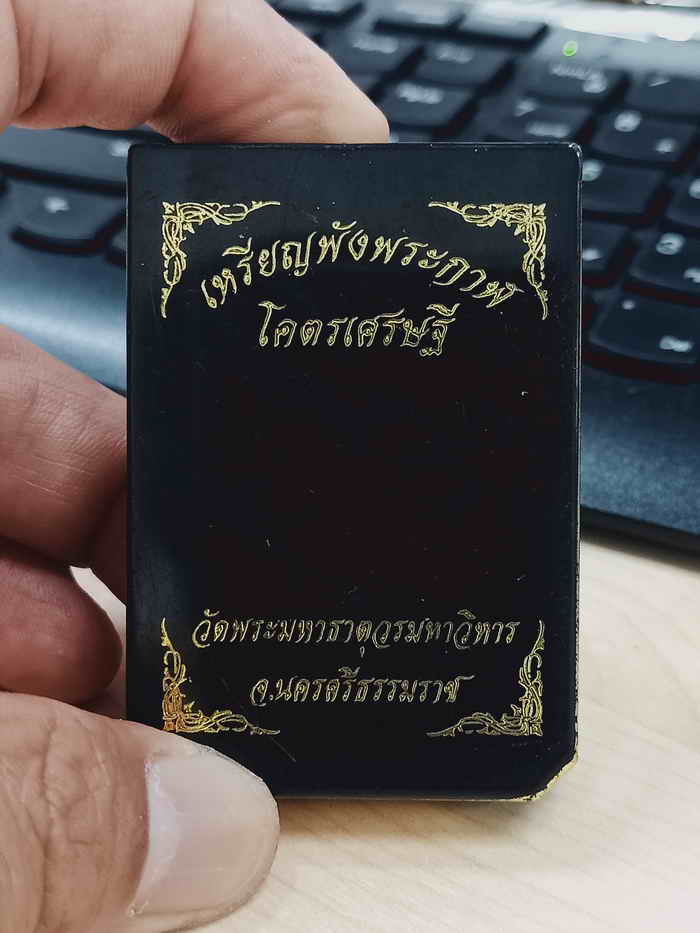 เหรียญพังพระกาฬ
โคตรเศรษฐี
วัดพระมหาธาตุวรมหาวิหาร
จ.นครศรีธรรมราช